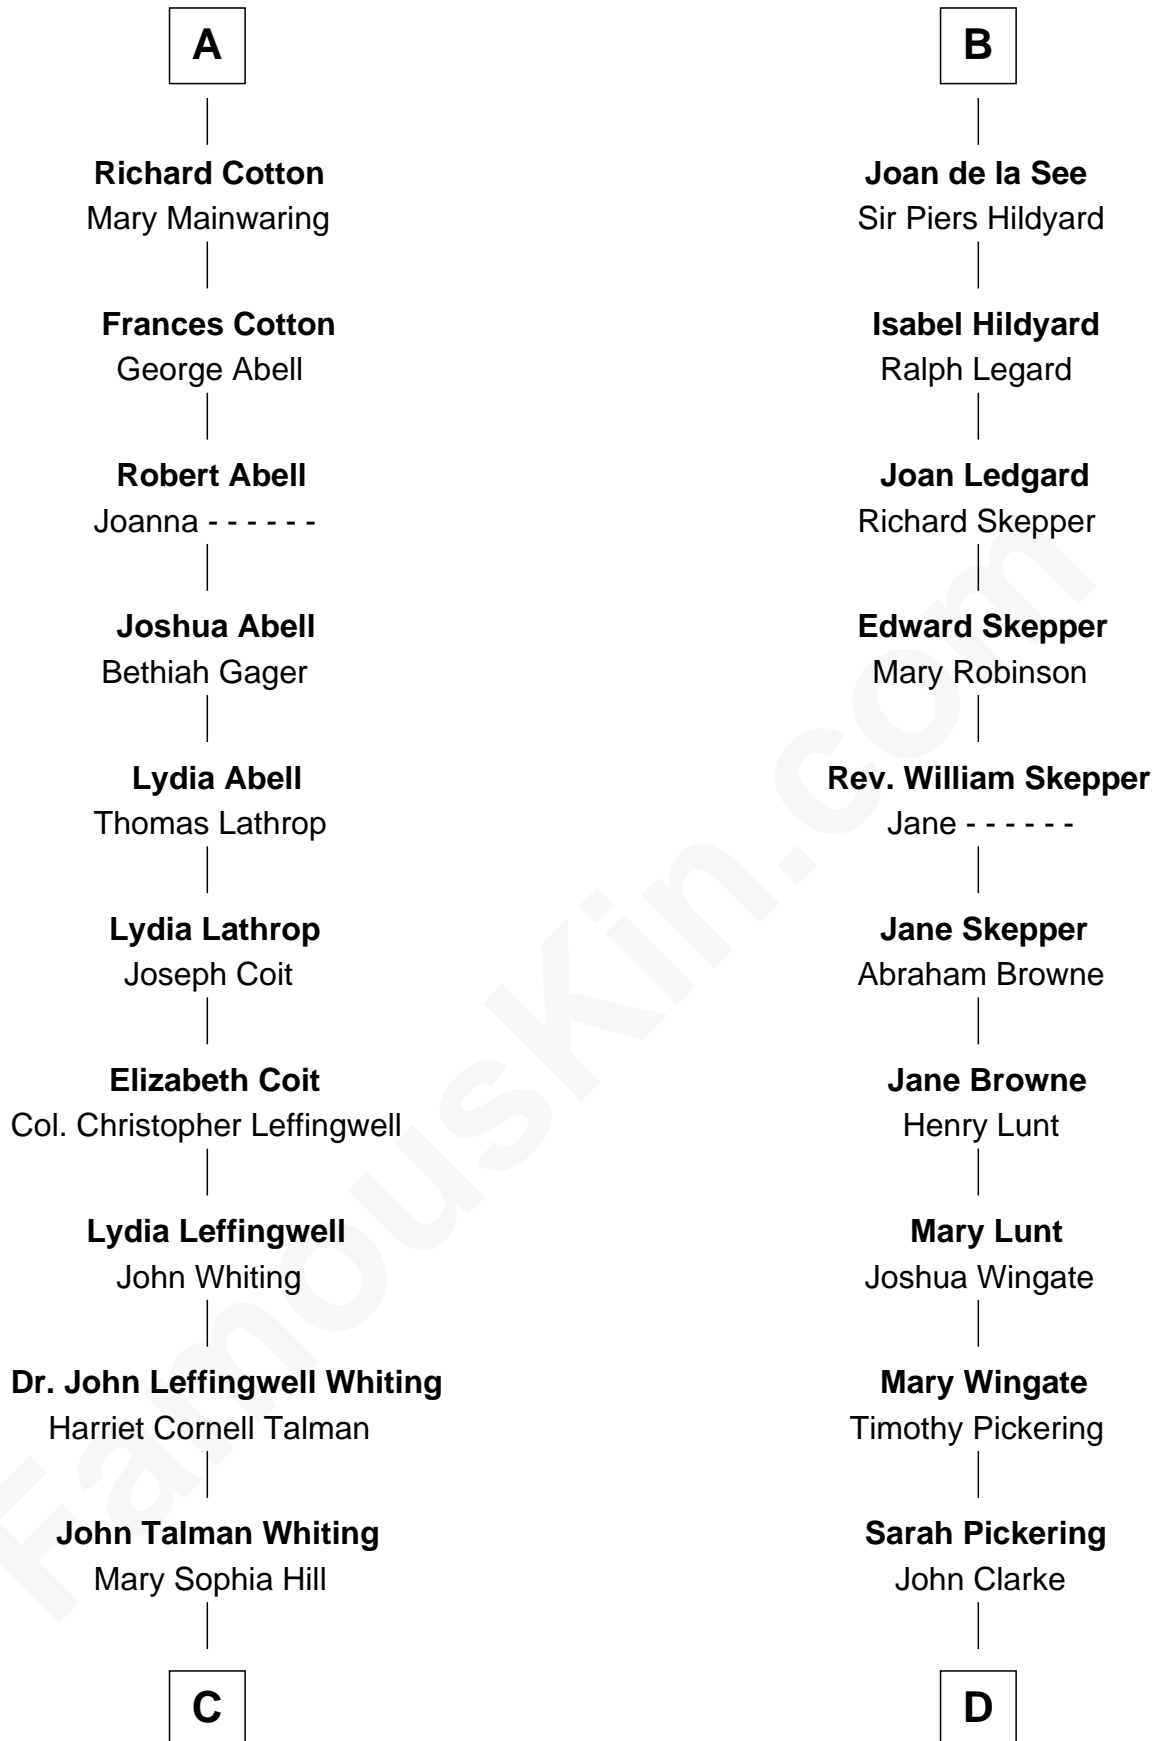 A
Richard Cotton
Mary Mainwaring
Frances Cotton
George Abell
Robert Abell
Joanna - - - - - -
Joshua Abell
Bethiah Gager
Lydia Abell
Thomas Lathrop
Lydia Lathrop
Joseph Coit
Elizabeth Coit
Col. Christopher Leffingwell
Lydia Leffingwell
John Whiting
Dr. John Leffingwell Whiting
Harriet Cornell Talman
John Talman Whiting
Mary Sophia Hill
C
B
Joan de la See
Sir Piers Hildyard
Isabel Hildyard
Ralph Legard
Joan Ledgard
Richard Skepper
Edward Skepper
Mary Robinson
Rev. William Skepper
Jane - - - - - -
Jane Skepper
Abraham Browne
Jane Browne
Henry Lunt
Mary Lunt
Joshua Wingate
Mary Wingate
Timothy Pickering
Sarah Pickering
John Clarke
D
FamousKin.com